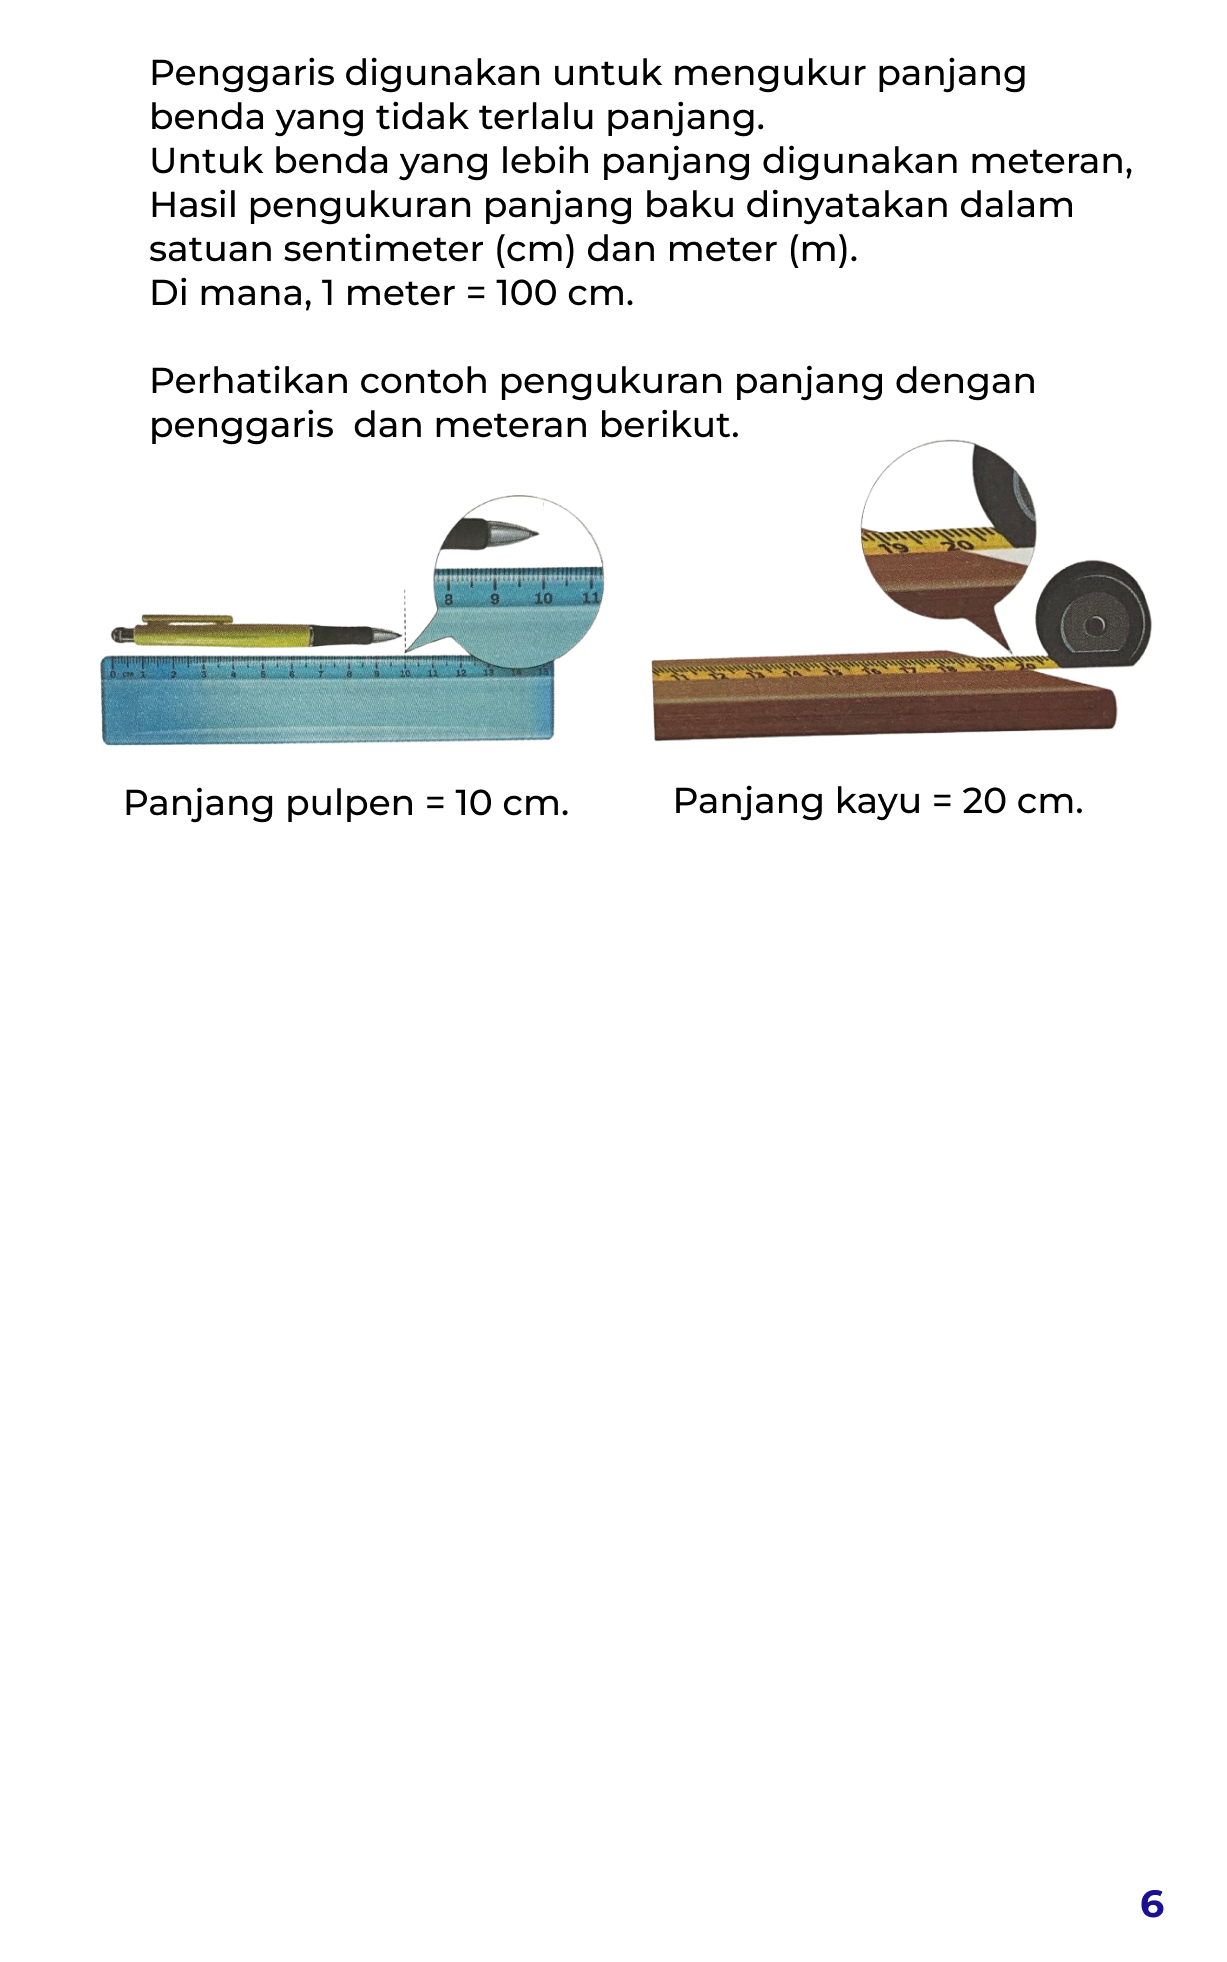 Penggaris digunakan untuk mengukur panjang
benda yang tidak terlalu panjang.
Untuk benda yang lebih panjang digunakan meteran,
Hasil pengukuran panjang baku dinyatakan dalam
satuan sentimeter (cm) dan meter (m).
Di mana, 1 meter = 100 cm.
Perhatikan contoh pengukuran panjang dengan
penggaris  dan meteran berikut.
19 20
8 9 10 11
0 CM 1 2 3 4 5 6 7 8 9 10 11 12 13 14 15
11 12 13 14 15 16 17 18 19 20
Panjang pulpen = 10 cm.
Panjang kayu = 20 cm.
6